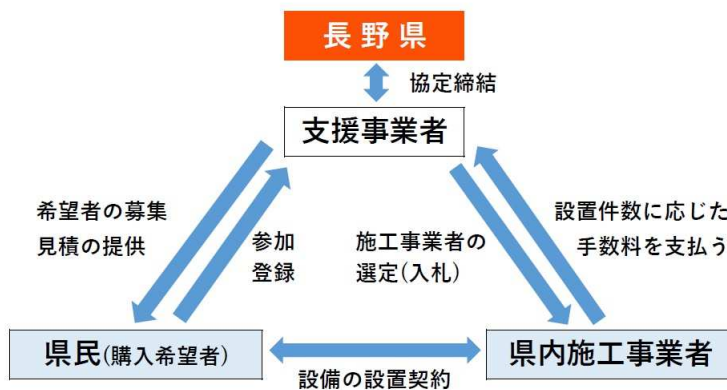 長野県
協定締結
支援事業者
希望者の募集
見積の提供
参加
登録
施工事業者の
選定(入札)
設置件数に応じた
手数料を支払う
県民(購入希望者)
設備の設置契約
県内施工事業者